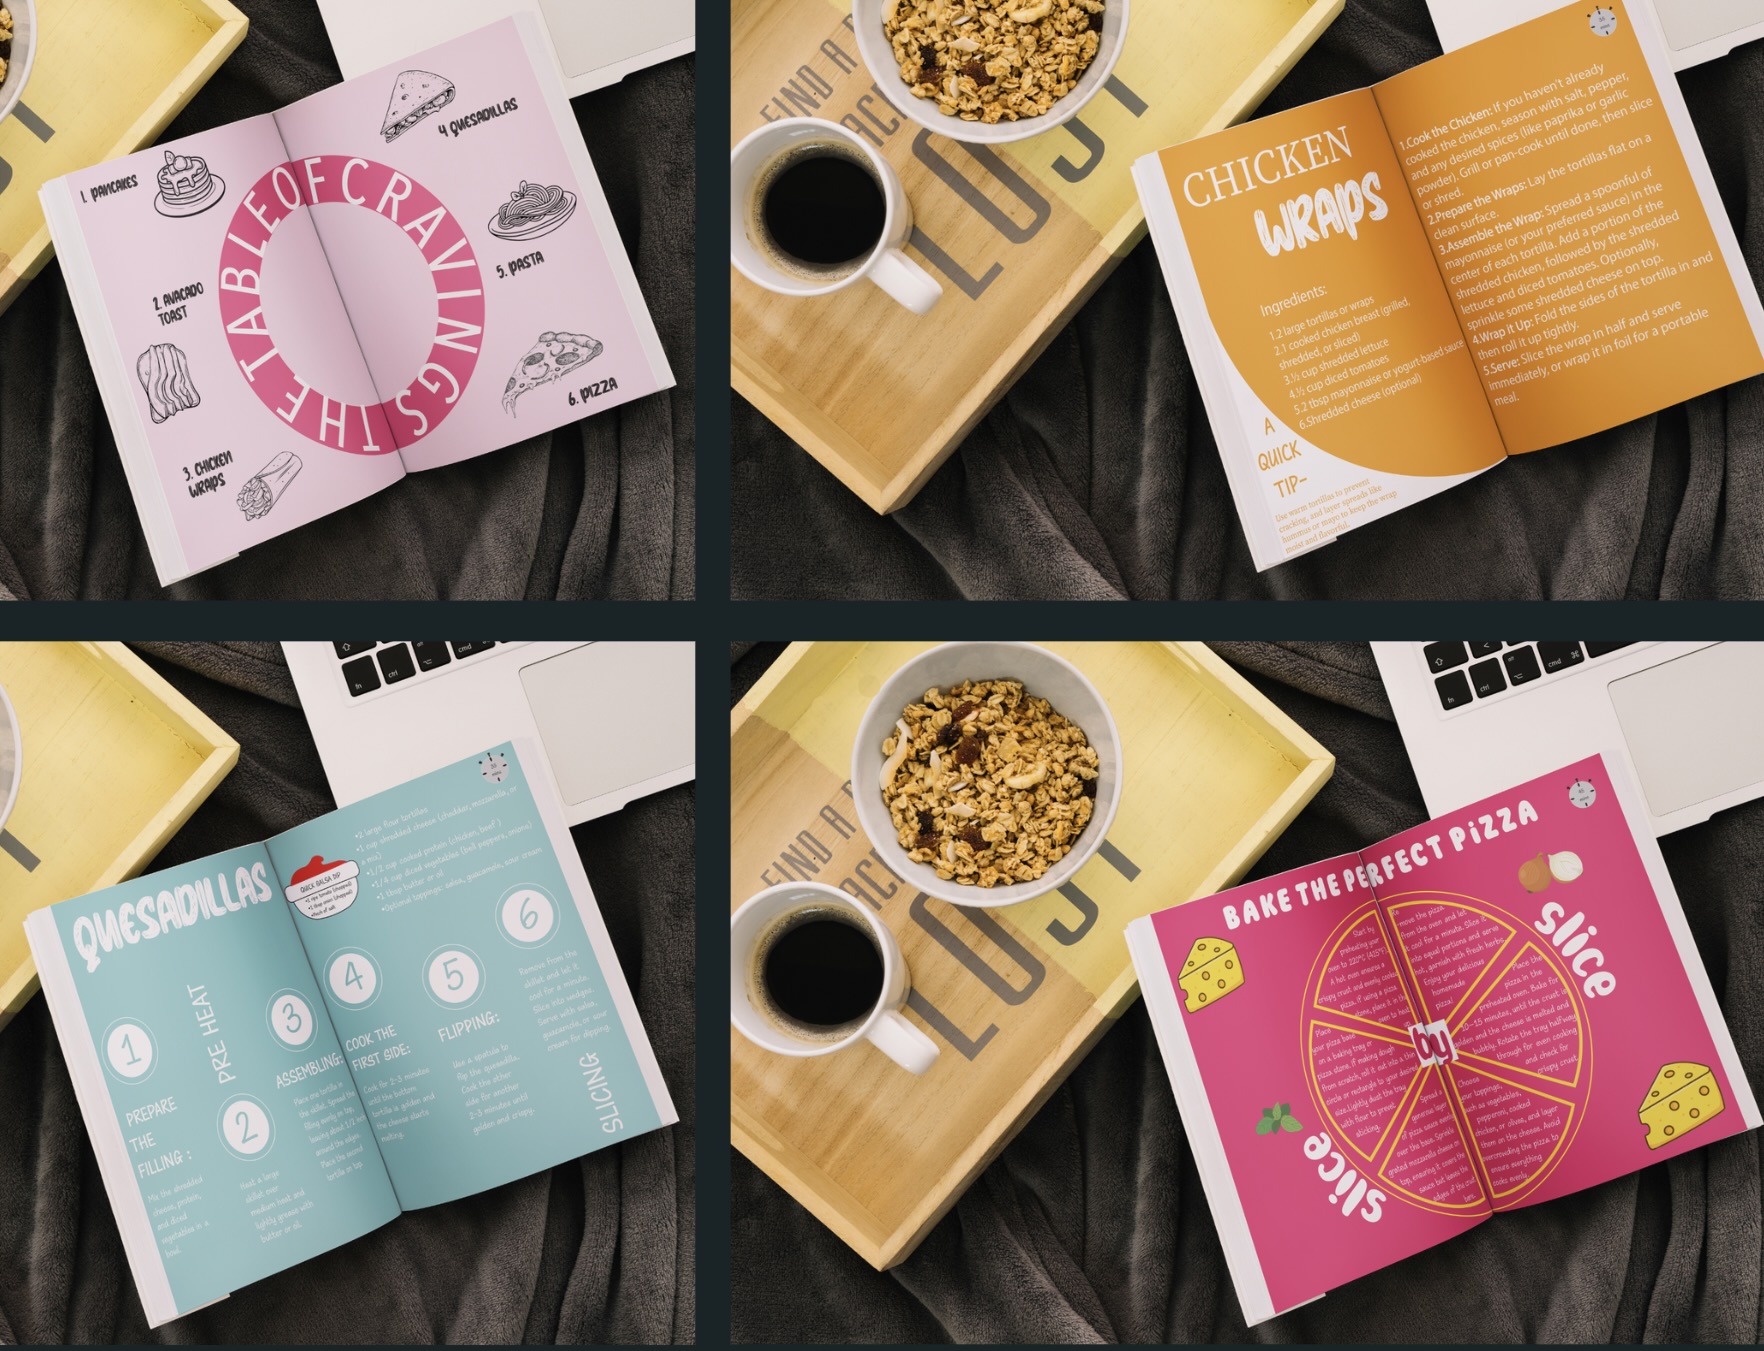 THE TABLE OF CRAVINGS
1. PANCAKES
2. AVACADO
TOAST
3. CHICKEN
WRAPS
4 QUESADILLAS
5. PASTA
6. PIZZA
FIND A
LOST
CHICKEN
WRAPS
Ingredients:
1.2 large tortillas or wraps
2.1 cooked chicken breast (grilled,
shredded, or sliced)
3.½ cup shredded lettuce
4.½ cup diced tomatoes
5.2 tbsp mayonnaise or yogurt-based sauce
6.Shredded cheese (optional)
A
QUICK
TIP-
Use warm tortillas to prevent
cracking, and layer spreads like
hummus or mayo to keep the wrap
moist and flavorful.
1.Cook the Chicken: If you haven't already
cooked the chicken, season with salt, pepper,
and any desired spices (like paprika or garlic
powder). Grill or pan-cook until done, then slice
or shred.
2.Prepare the Wraps: Lay the tortillas flat on a
clean surface.
3.Assemble the Wrap: Spread a spoonful of
mayonnaise (or your preferred sauce) in the
center of each tortilla. Add a portion of the
shredded chicken, followed by the shredded
lettuce and diced tomatoes. Optionally,
sprinkle some shredded cheese on top.
4.Wrap it Up: Fold the sides of the tortilla in and
then roll it up tightly.
5.Serve: Slice the wrap in half and serve
immediately, or wrap it in foil for a portable
meal.
fn
ctrl
cmd
QUESADILLAS
QUICK SALSA DIP
•2 large flour tortillas
•1 cup shredded cheese (cheddar, mozzarella, or
a mix)
•1/2 cup cooked protein (chicken, beef )
•1/4 cup diced vegetables (bell peppers, onions)
•1 tbsp butter or oil
•Optional toppings: salsa, guacamole, sour cream
1
PREPARE
THE
FILLING :
Mix the shredded
cheese, protein,
and diced
vegetables in a
bowl.
PRE HEAT
2
Heat a large
skillet over
medium heat and
lightly grease with
butter or oil.
3
ASSEMBLING:
Place one tortilla in
the skillet. Spread the
filling evenly on top,
leaving about 1/2 inch
around the edges.
Place the second
tortilla on top.
4
COOK THE
FIRST SIDE:
Cook for 2-3 minutes
until the bottom
tortilla is golden and
the cheese starts
melting.
5
FLIPPING:
Use a spatula to
flip the quesadilla.
Cook the other
side for another
2-3 minutes until
golden and crispy.
6
Remove from the
skillet and let it
cool for a minute.
Slice into wedges.
Serve with salsa,
guacamole, or sour
cream for dipping
SLICING
FIND A
LOST
fn
ctrl
alt
cmd
BAKE THE PERFECT PIZZA
slice
by
slice
Start by
preheating your
oven to 220°C (425°F).
A hot oven ensures a
crispy crust and evenly cooked
pizza. If using a pizza
stone, place it in the
oven to heat.
Remove the pizza
from the oven and let
it cool for a minute. Slice it
into equal portions and serve
hot, garnish with fresh herbs.
Enjoy your delicious
homemade
pizza!
Place the
pizza in the
preheated oven. Bake for
10–15 minutes, until the crust is
golden and the cheese is melted and
bubbly. Rotate the tray halfway
through for even cooking
and check for
crispy crust
Place
your pizza base
on a baking tray or
pizza stone. If making dough
from scratch, roll it out into a thin
circle or rectangle to your desired
size. Lightly dust the tray
with flour to prevent
sticking.
Spread a
generous layer
of pizza sauce evenly
over the base. Sprinkle
grated mozzarella cheese on
top, ensuring it covers the
sauce but leaves the
edges of the crust
bare.
Choose
your toppings,
such as vegetables,
pepperoni, cooked
chicken, or olives, and layer
them on the cheese. Avoid
overcrowding the pizza to
ensure everything
cooks evenly